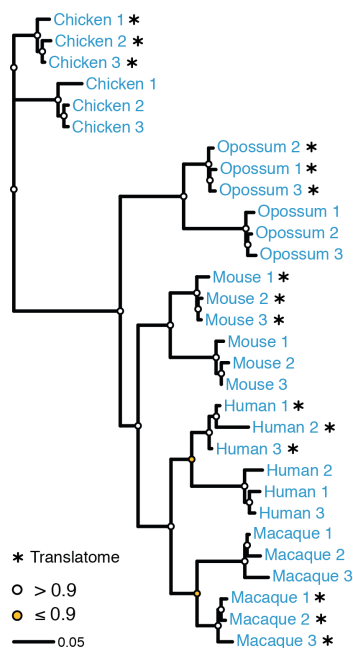 Chicken 1 *
Chicken 2 *
Chicken 3 *
Chicken 1
Chicken 2
Chicken 3
Opossum 2 *
Opossum 1 *
Opossum 3 *
Opossum 1
Opossum 2
Opossum 3
Mouse 1 *
Mouse 2 *
Mouse 3 *
Mouse 1
Mouse 2
Mouse 3
Human 1 *
Human 2 *
Human 3 *
Human 2
Human 1
Human 3
Macaque 1
Macaque 2
Macaque 3
Macaque 1 *
Macaque 2 *
Macaque 3 *
* Translatome
> 0.9
≤ 0.9
0.05